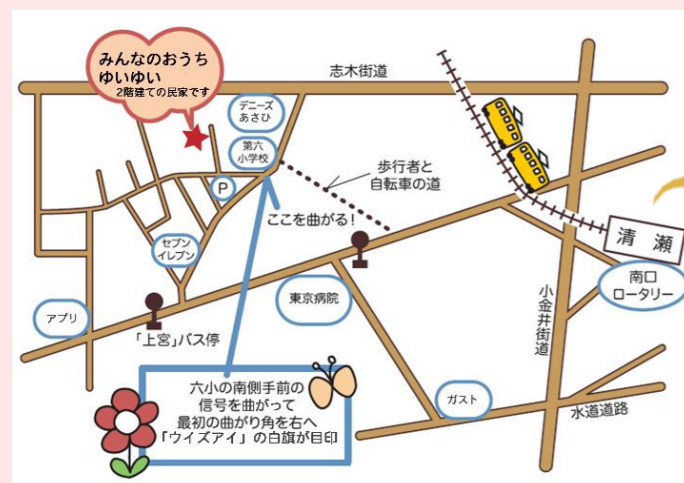 みんなのおうち
ゆいゆい
2階建ての民家です
志木街道
デニーズ
あさひ
第六
小学校
P
歩行者と
自転車の道
ここを曲がる!
セブン
イレブン
清瀬
南口
ロータリー
小金井街道
東京病院
アプリ
「上宮」バス停
ガスト
水道道路
六小の南側手前の
信号を曲がって
最初の曲がり角を右へ
「ウイズアイ」の白旗が目印